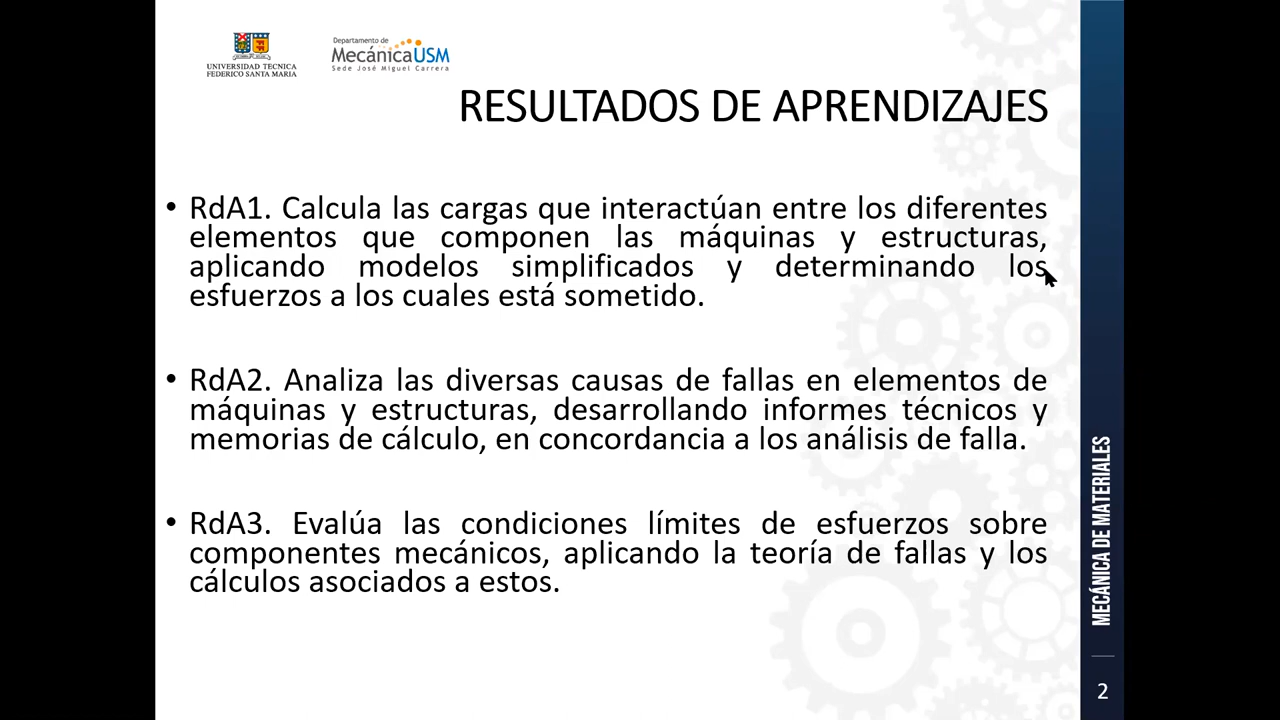 UNIVERSIDAD TECNICA
FEDERICO SANTA MARIA
Departamento de
MecánicaUSM
Sede José Miguel Carrera
RESULTADOS DE APRENDIZAJES
• RdA1. Calcula las cargas que interactúan entre los diferentes
elementos que componen las máquinas y estructuras,
aplicando modelos simplificados y determinando los
esfuerzos a los cuales está sometido.
• RdA2. Analiza las diversas causas de fallas en elementos de
máquinas y estructuras, desarrollando informes técnicos y
memorias de cálculo, en concordancia a los análisis de falla.
• RdA3. Evalúa las condiciones límites de esfuerzos sobre
componentes mecánicos, aplicando la teoría de fallas y los
cálculos asociados a estos.
MECÁNICA DE MATERIALES
2